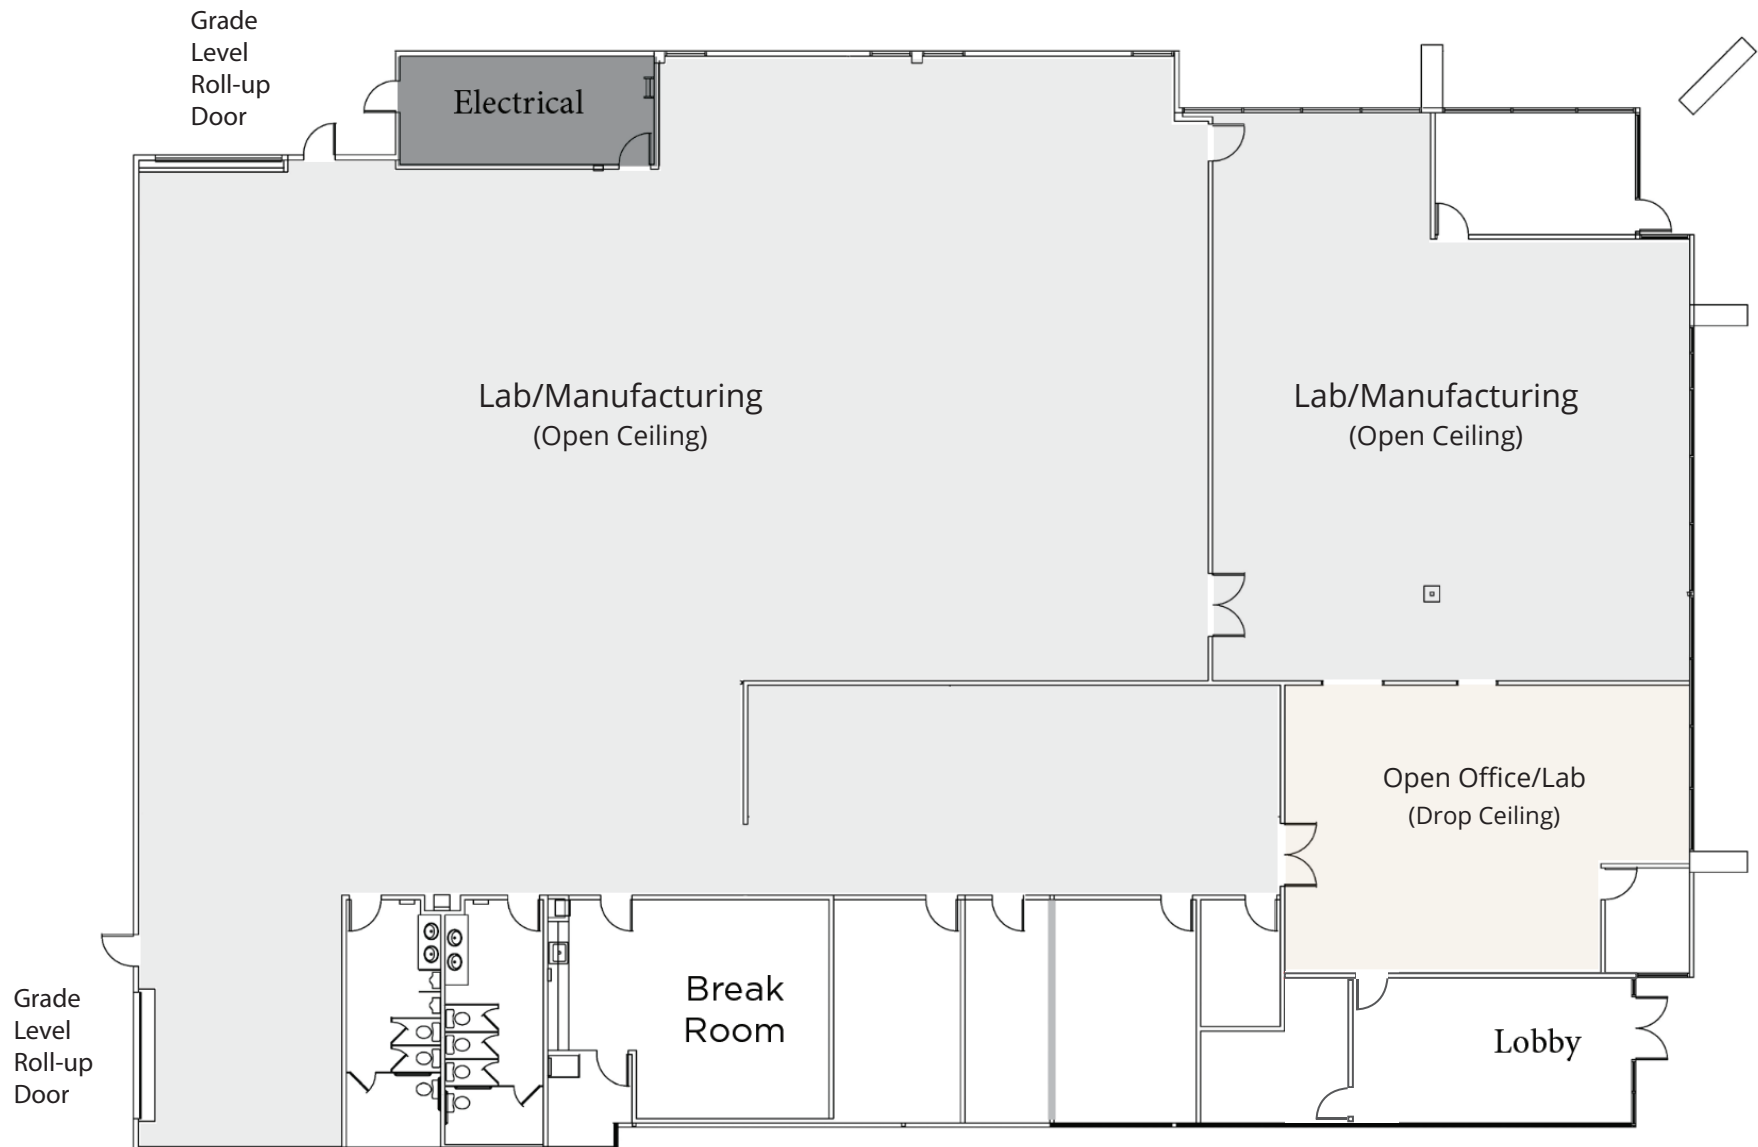 Grade
Level
Roll-up
Door
Electrical
Lab/Manufacturing
(Open Ceiling)
Lab/Manufacturing
(Open Ceiling)
Open Office/Lab
(Drop Ceiling)
Grade
Level
Roll-up
Door
Break
Room
Lobby